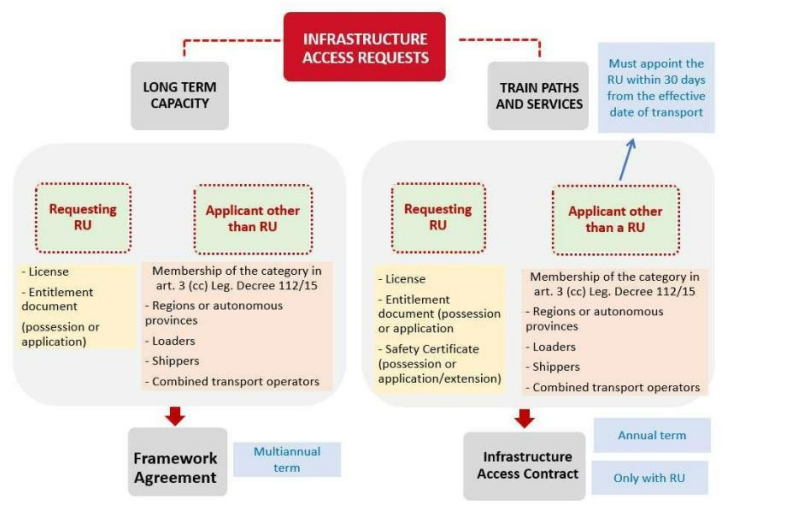 INFRASTRUCTURE
ACCESS REQUESTS
LONG TERM
CAPACITY
TRAIN PATHS
AND SERVICES
Must appoint the
RU within 30 days
from the effective
date of transport
Requesting
RU
Applicant other
than RU
- License
- Entitlement
document
(possession or
application)
Membership of the category in
art. 3 (cc) Leg. Decree 112/15
- Regions or autonomous
provinces
- Loaders
- Shippers
- Combined transport operators
Requesting
RU
Applicant other
than a RU
- License
- Entitlement
document (possession
or application
- Safety Certificate
(possession or
application/extension)
Membership of the category in
art. 3 (cc) Leg. Decree 112/15
- Regions or autonomous
provinces
- Loaders
- Shippers
- Combined transport operators
Framework
Agreement
Multiannual
term
Infrastructure
Access Contract
Annual term
Only with RU